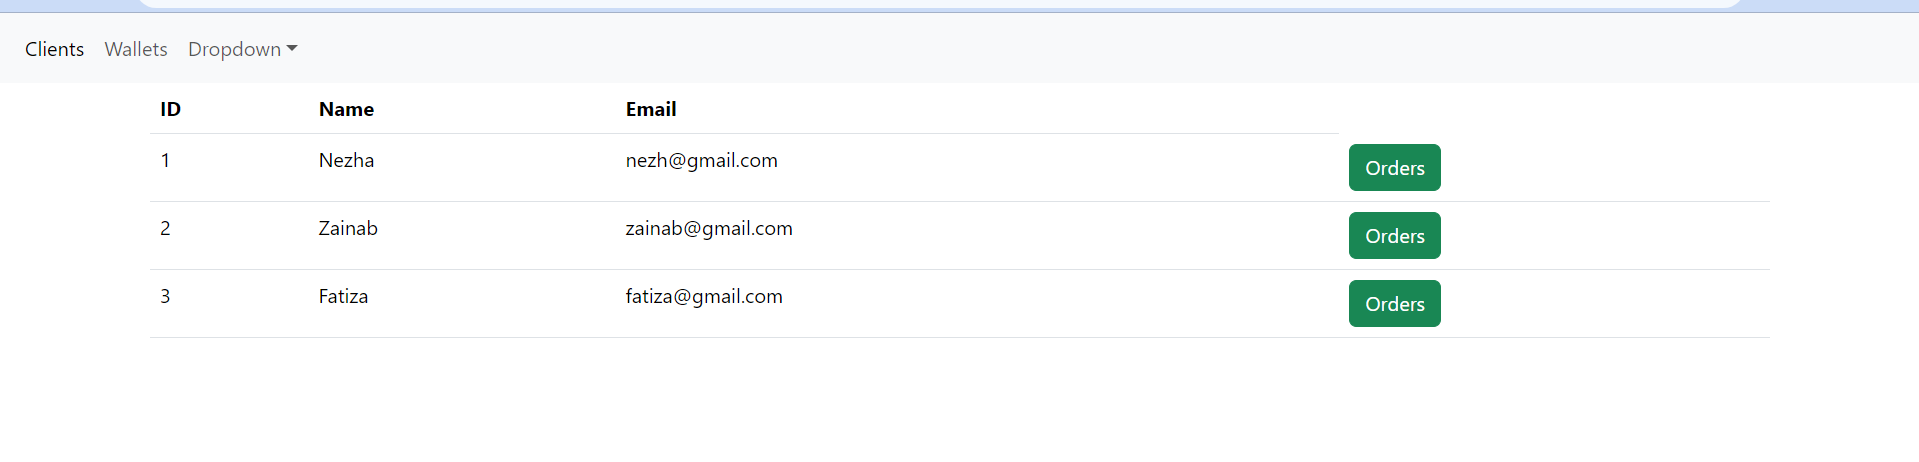 Clients Wallets Dropdown
ID Name Email
1 Nezha nezh@gmail.com Orders
2 Zainab zainab@gmail.com Orders
3 Fatiza fatiza@gmail.com Orders